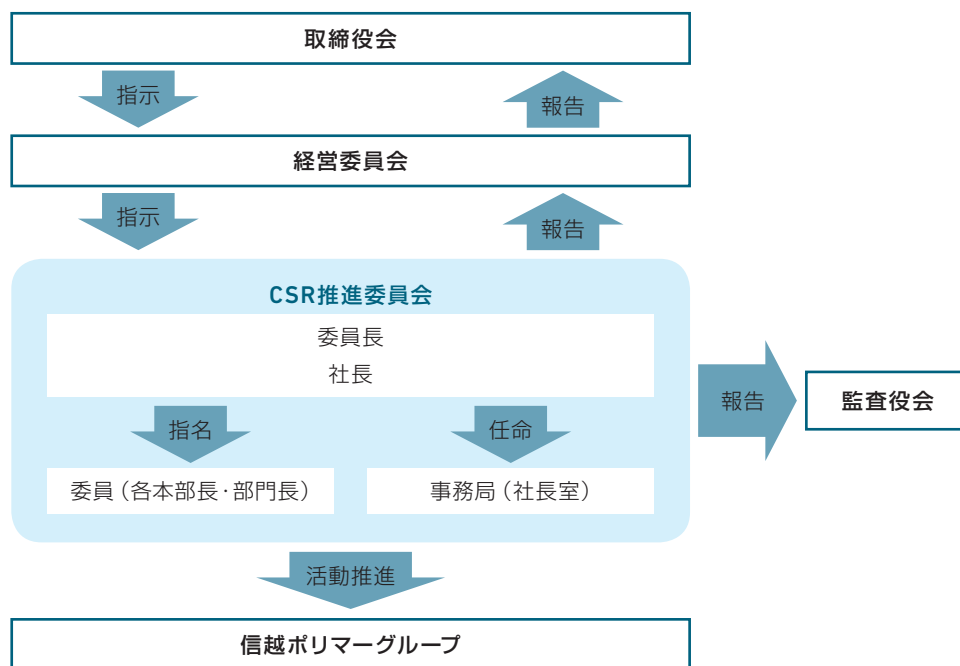 取締役会
指示
報告
経営委員会
指示
報告
CSR推進委員会
委員長
社長
指名
任命
委員（各本部長・部門長）
事務局（社長室）
報告
監査役会
活動推進
信越ポリマーグループ